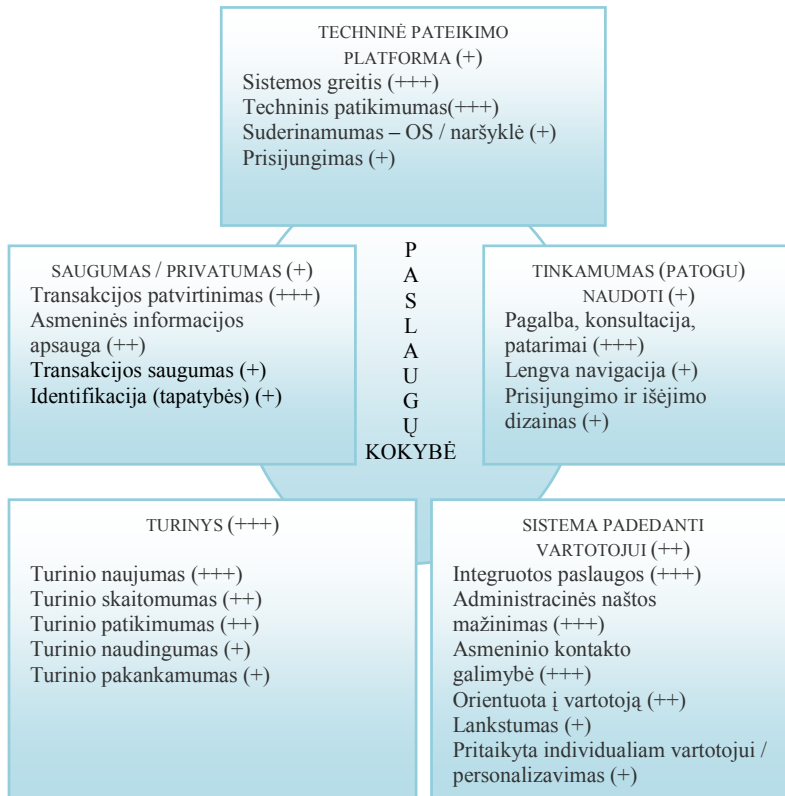 TECHNINĖ PATEIKIMO
PLATFORMA (+)
Sistemos greitis (+++)
Techninis patikimumas(+++)
Suderinamumas – OS / naršyklė (+)
Prisijungimas (+)
SAUGUMAS / PRIVATUMAS (+)
Transakcijos patvirtinimas (+++)
Asmeninės informacijos
apsauga (++)
Transakcijos saugumas (+)
Identifikacija (tapatybės) (+)
P
A
S
L
A
U
G
Ų
KOKYBĖ
TINKAMUMAS (PATOGU)
NAUDOTI (+)
Pagalba, konsultacija,
patarimai (+++)
Lengva navigacija (+)
Prisijungimo ir išėjimo
dizainas (+)
TURINYS (+++)
Turinio naujumas (+++)
Turinio skaitomumas (++)
Turinio patikimumas (++)
Turinio naudingumas (+)
Turinio pakankamumas (+)
SISTEMA PADEDANTI
VARTOTOJUI (++)
Integruotos paslaugos (+++)
Administracinės naštos
mažinimas (+++)
Asmeninio kontakto
galimybė (+++)
Orientuota į vartotoją (++)
Lankstumas (+)
Pritaikyta individualiam vartotojui /
personalizavimas (+)